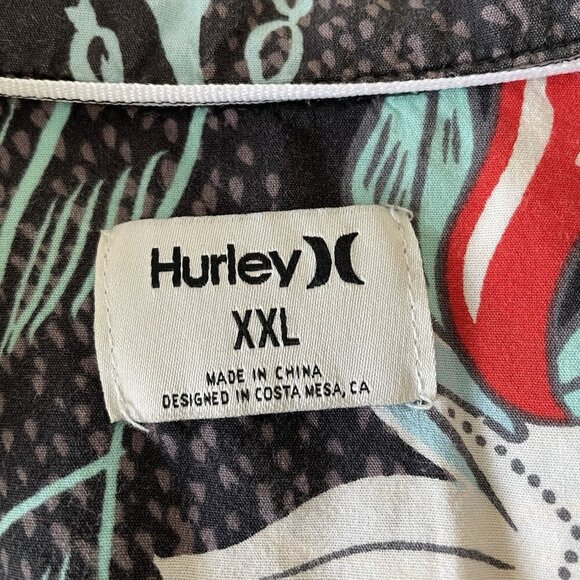 Hurley
XXL
MADE IN CHINA
DESIGNED IN COSTA MESA, CA